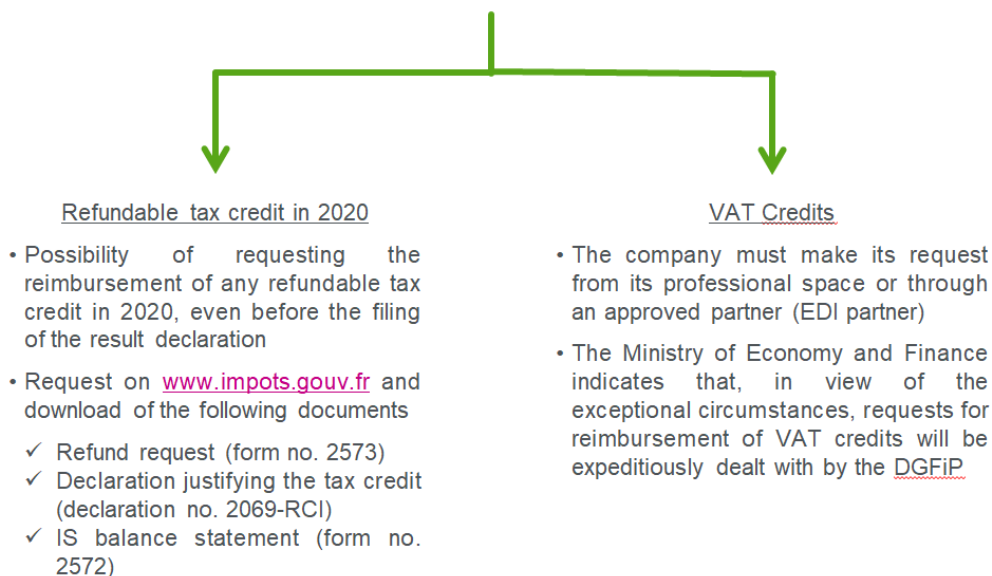 Refundable tax credit in 2020
• Possibility of requesting the
reimbursement of any refundable tax
credit in 2020, even before the filing
of the result declaration
• Request on www.impots.gouv.fr and
download of the following documents
✓ Refund request (form no. 2573)
✓ Declaration justifying the tax credit
(declaration no. 2069-RCI)
✓ IS balance statement (form no.
2572)
VAT Credits
• The company must make its request
from its professional space or through
an approved partner (EDI partner)
• The Ministry of Economy and Finance
indicates that, in view of the
exceptional circumstances, requests for
reimbursement of VAT credits will be
expeditiously dealt with by the DGFiP